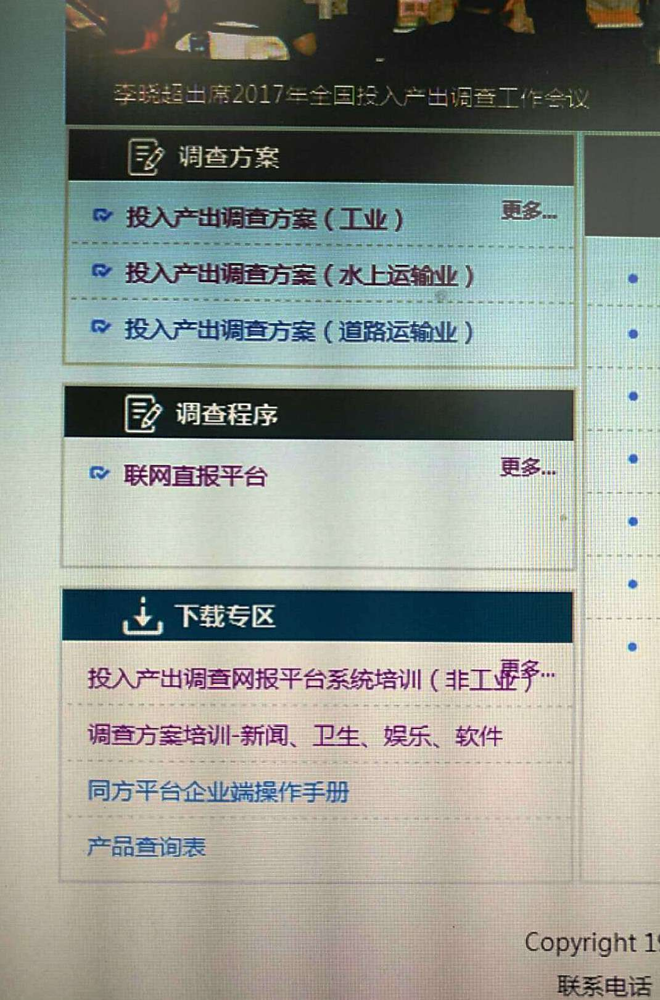 李晓超出席2017年全国投入产出调查工作会议
调查方案
投入产出调查方案（工业）
更多...
投入产出调查方案（水上运输业）
投入产出调查方案（道路运输业）
调查程序
联网直报平台
更多...
下载专区
投入产出调查网报平台系统培训（非工业）
更多...
调查方案培训-新闻、卫生、娱乐、软件
同方平台企业端操作手册
产品查询表
Copyright 19
联系电话